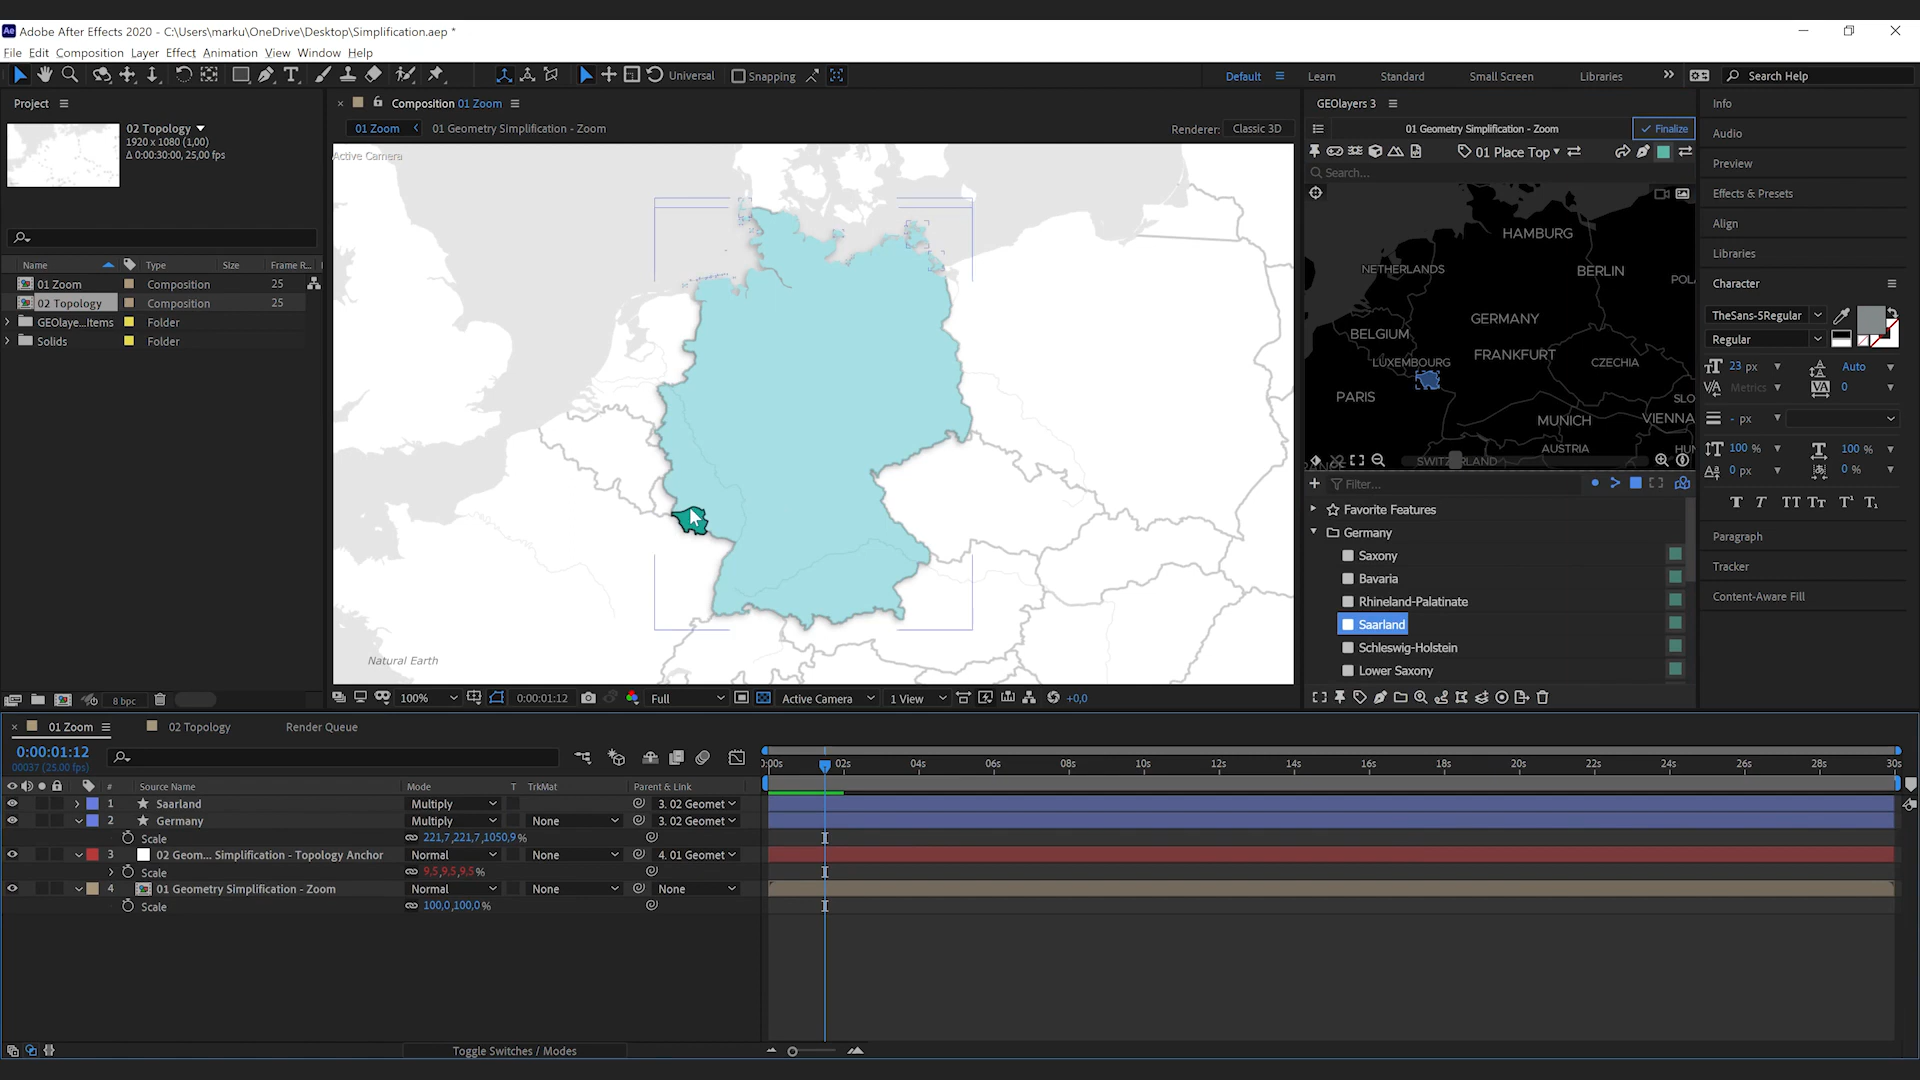 Ae Adobe After Effects 2020 - C:\Users\marku\OneDrive\Desktop\Simplification.aep *
File Edit Composition Layer Effect Animation View Window Help
Universal Snapping Default Learn Standard Small Screen Libraries Search Help
Project
02 Topology
1920 x 1080 (1,00)
Δ 0:00:30:00, 25,00 fps
Name Type Size Frame R...
01 Zoom Composition 25
02 Topology Composition 25
GEOlaye...Items Folder
Solids Folder
8 bpc
Composition 01 Zoom
01 Zoom 01 Geometry Simplification - Zoom
Renderer: Classic 3D
Active Camera
Natural Earth
100% 0:00:01:12 Full Active Camera 1 View +0,0
GEOlayers 3
01 Geometry Simplification - Zoom Finalize
01 Place Top
Search...
HAMBURG
NETHERLANDS
BERLIN
POL
GERMANY
BELGIUM
FRANKFURT
LUXEMBOURG
CZECHIA
PARIS
SLO
MUNICH
VIENNA
AUSTRIA
HUN
SWITZERLAND
Filter...
Favorite Features
Germany
Saxony
Bavaria
Rhineland-Palatinate
Saarland
Schleswig-Holstein
Lower Saxony
Info
Audio
Preview
Effects & Presets
Align
Libraries
Character
TheSans-5Regular
Regular
23 px Auto
Metrics 0
- px
100 % 100 %
0 px 0 %
T T TT Tт T¹ T₁
Paragraph
Tracker
Content-Aware Fill
01 Zoom 02 Topology Render Queue
0:00:01:12
00037 (25.00 fps)
# Source Name Mode T TrkMat Parent & Link
1 Saarland Multiply 3. 02 Geomet
2 Germany Multiply None 3. 02 Geomet
Scale 221,7,221,7,1050,9%
3 02 Geom... Simplification - Topology Anchor Normal None 4. 01 Geomet
Scale 9,5,9,5,9,5%
4 01 Geometry Simplification - Zoom Normal None None
Scale 100,0,100,0%
0:00s 02s 04s 06s 08s 10s 12s 14s 16s 18s 20s 22s 24s 26s 28s 30s
Toggle Switches / Modes